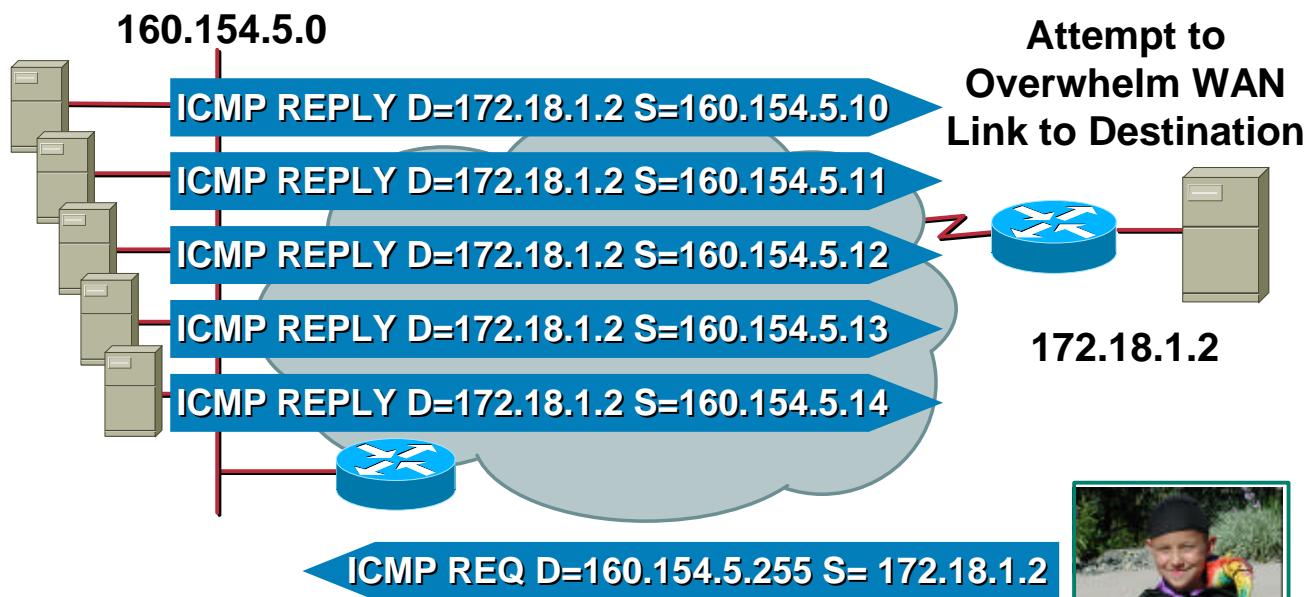 160.154.5.0
Attempt to
Overwhelm WAN
Link to Destination
ICMP REPLY D=172.18.1.2 S=160.154.5.10
ICMP REPLY D=172.18.1.2 S=160.154.5.11
ICMP REPLY D=172.18.1.2 S=160.154.5.12
ICMP REPLY D=172.18.1.2 S=160.154.5.13
ICMP REPLY D=172.18.1.2 S=160.154.5.14
172.18.1.2
ICMP REQ D=160.154.5.255 S= 172.18.1.2